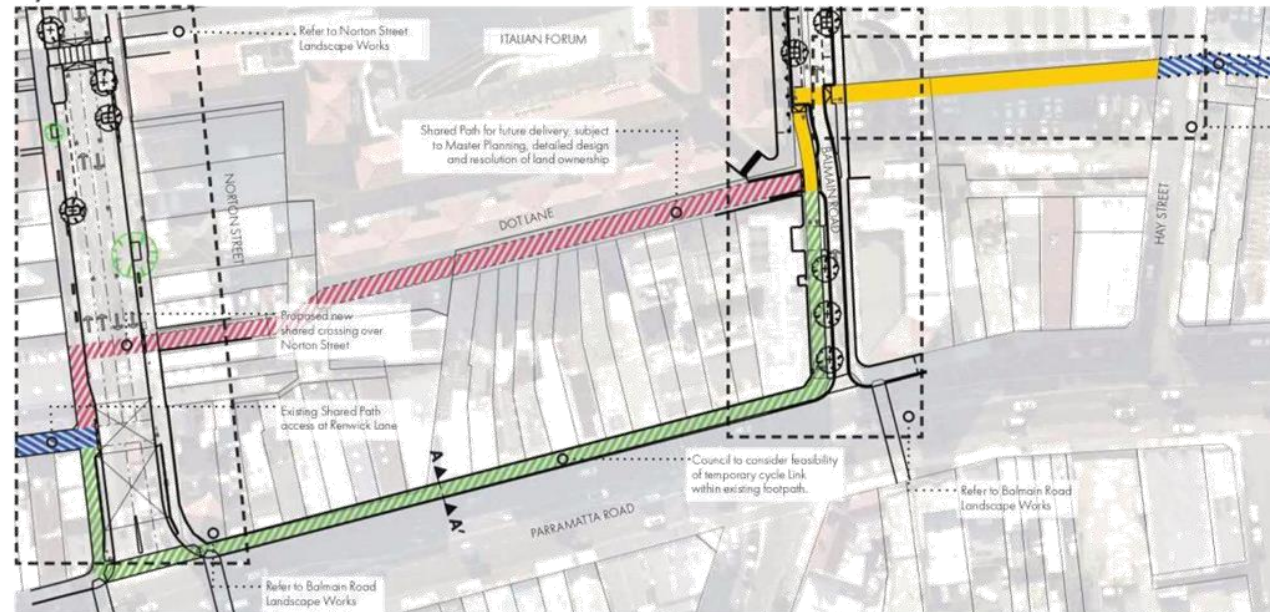 Refer to Norton Street
Landscape Works
ITALIAN FORUM
Shared Path for future delivery, subject
to Master Planning, detailed design
and resolution of land ownership
NORTON STREET
DOT LANE
BALMAIN ROAD
HAY STREET
Proposed new
shared crossing over
Norton Street
Existing Shared Path
access at Renwick Lane
A
A'
Council to consider feasibility
of temporary cycle Link
within existing footpath.
PARRAMATTA ROAD
Refer to Balmain Road
Landscape Works
Refer to Balmain Road
Landscape Works